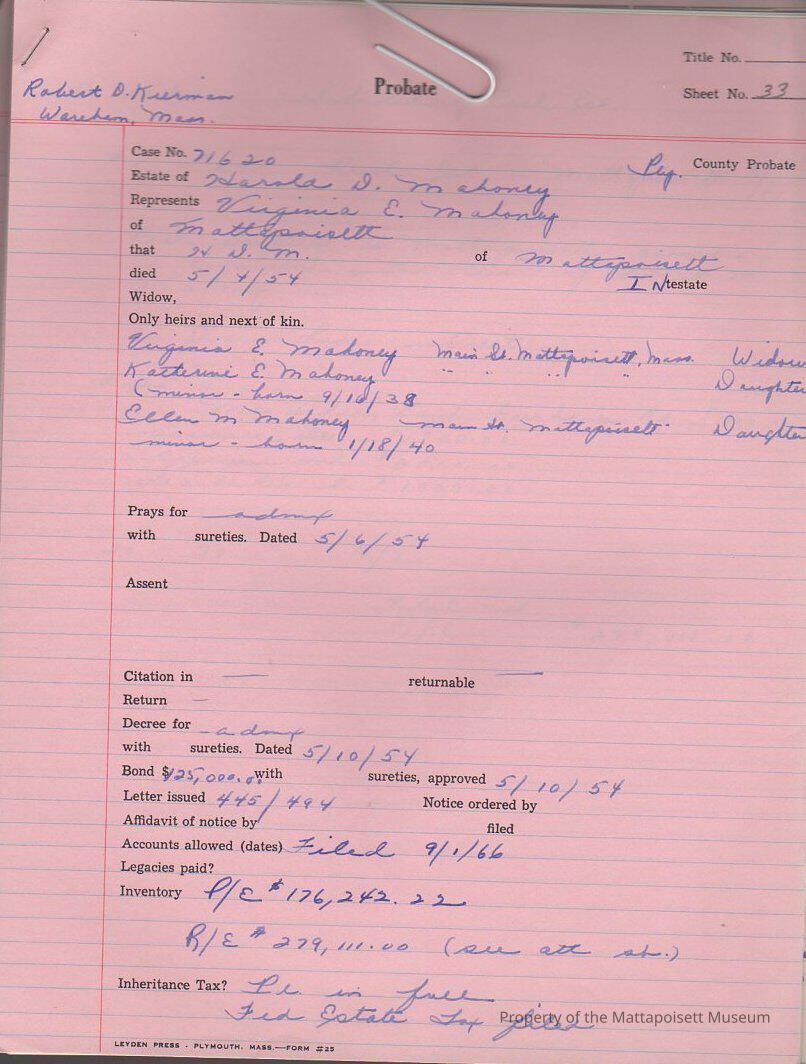 Title No.
Robert D. Kiernan
Probate
Sheet No. 33
Wareham, Mass.
Case No. 71620
County Probate
Estate of Harold D. Mahoney
Represents Virginia E. Mahoney
of Mattapoisett
that H D. M. of Mattapoisett
died 5/4/54 INtestate
Widow,
Only heirs and next of kin.
Virginia E. Mahoney Main St. Mattapoisett, Mass. Widow
Katherine E. Mahoney " " " " Daughter
(minor - born 9/10/38
Ellen M Mahoney Main St. Mattapoisett Daughter
minor - born 1/18/40
Prays for admx
with sureties. Dated 5/6/54
Assent
Citation in — returnable —
Return —
Decree for admx
with sureties. Dated 5/10/54
Bond $125,000.0 with sureties, approved 5/10/54
Letter issued 445/494 Notice ordered by
Affidavit of notice by filed
Accounts allowed (dates) Filed 9/1/66
Legacies paid?
Inventory P/E $176,242.22
R/E $279,111.00 (see att sh.)
Inheritance Tax? Pd. in full
Fed Estate Tax filed
Property of the Mattapoisett Museum
LEYDEN PRESS - PLYMOUTH, MASS.—FORM #25